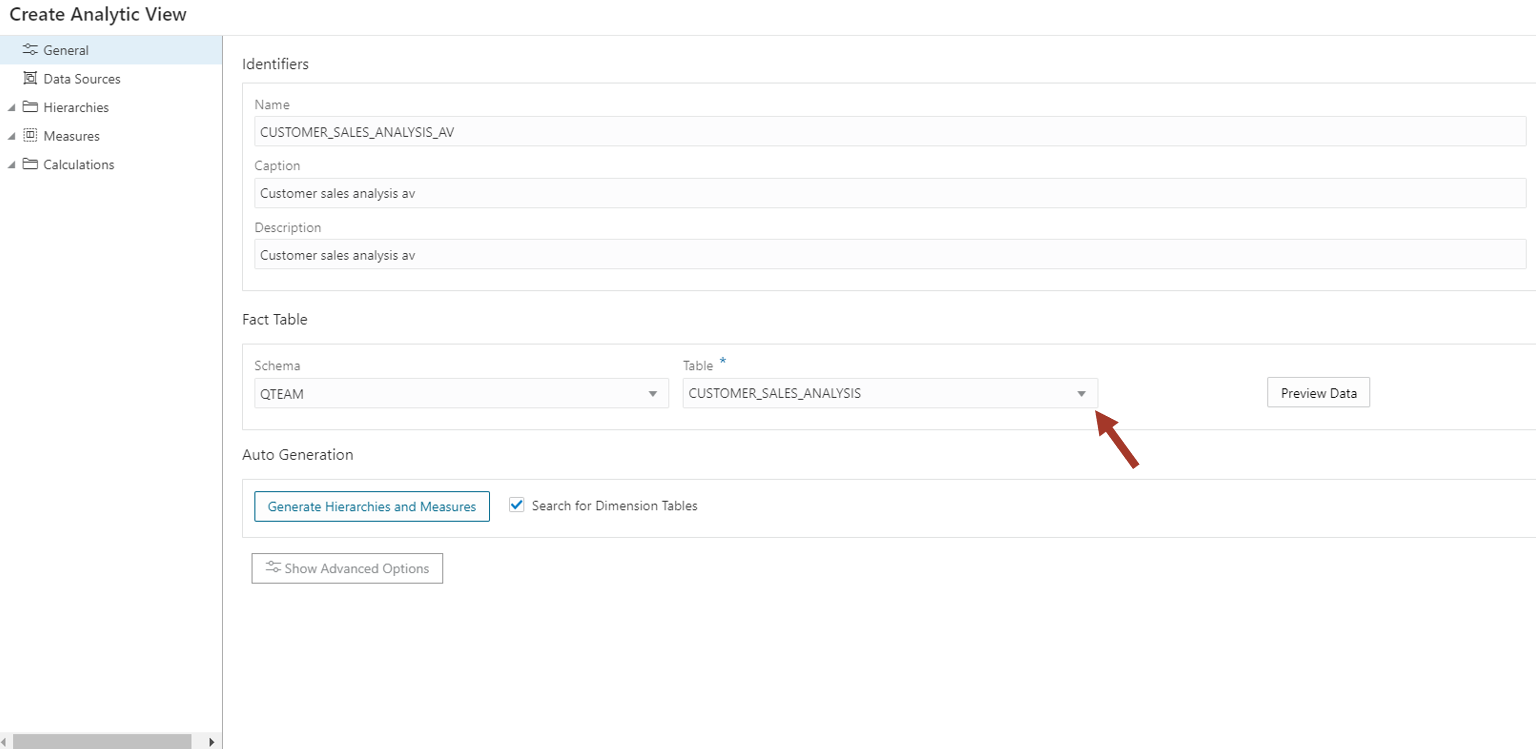 Create Analytic View
General
Data Sources
Hierarchies
Measures
Calculations
Identifiers
Name
CUSTOMER_SALES_ANALYSIS_AV
Caption
Customer sales analysis av
Description
Customer sales analysis av
Fact Table
Schema
Table *
QTEAM
CUSTOMER_SALES_ANALYSIS
Preview Data
Auto Generation
Generate Hierarchies and Measures
Search for Dimension Tables
Show Advanced Options